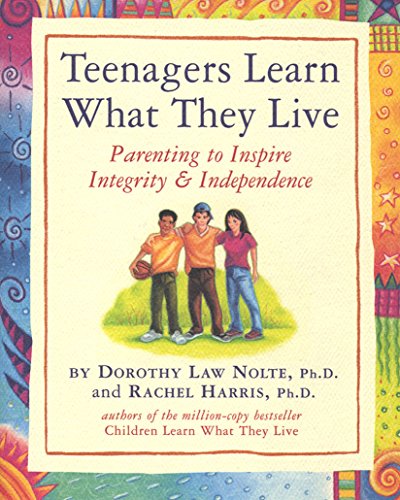 Teenagers Learn
What They Live
Parenting to Inspire
Integrity & Independence
BY DOROTHY LAW NOLTE, PH.D.
and RACHEL HARRIS, PH.D.
authors of the million-copy bestseller
Children Learn What They Live